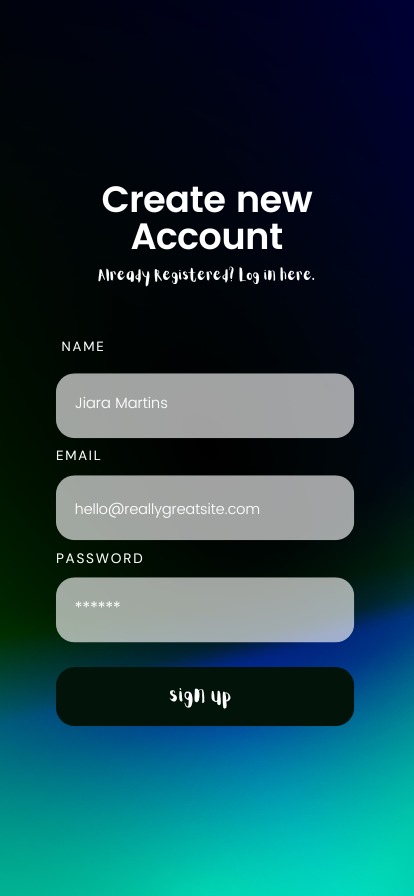 Create new
Account
Already Registered? Log in here.
NAME
Jiara Martins
EMAIL
hello@reallygreatsite.com
PASSWORD
******
sign up